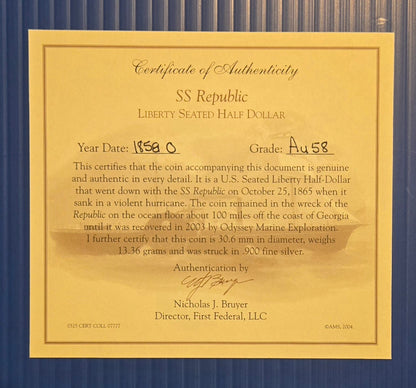 Certificate of Authenticity
SS Republic
LIBERTY SEATED HALF DOLLAR
Year Date: 1858 O Grade: Au 58
This certifies that the coin accompanying this document is genuine
and authentic in every detail. It is a U.S. Seated Liberty Half-Dollar
that went down with the SS Republic on October 25, 1865 when it
sank in a violent hurricane. The coin remained in the wreck of the
Republic on the ocean floor about 100 miles off the coast of Georgia
until it was recovered in 2003 by Odyssey Marine Exploration.
I further certify that this coin is 30.6 mm in diameter, weighs
13.36 grams and was struck in .900 fine silver.
Authentication by
Nicholas J. Bruyer
Director, First Federal, LLC
0525 CERT COLL 07777 ©AMS, 2004